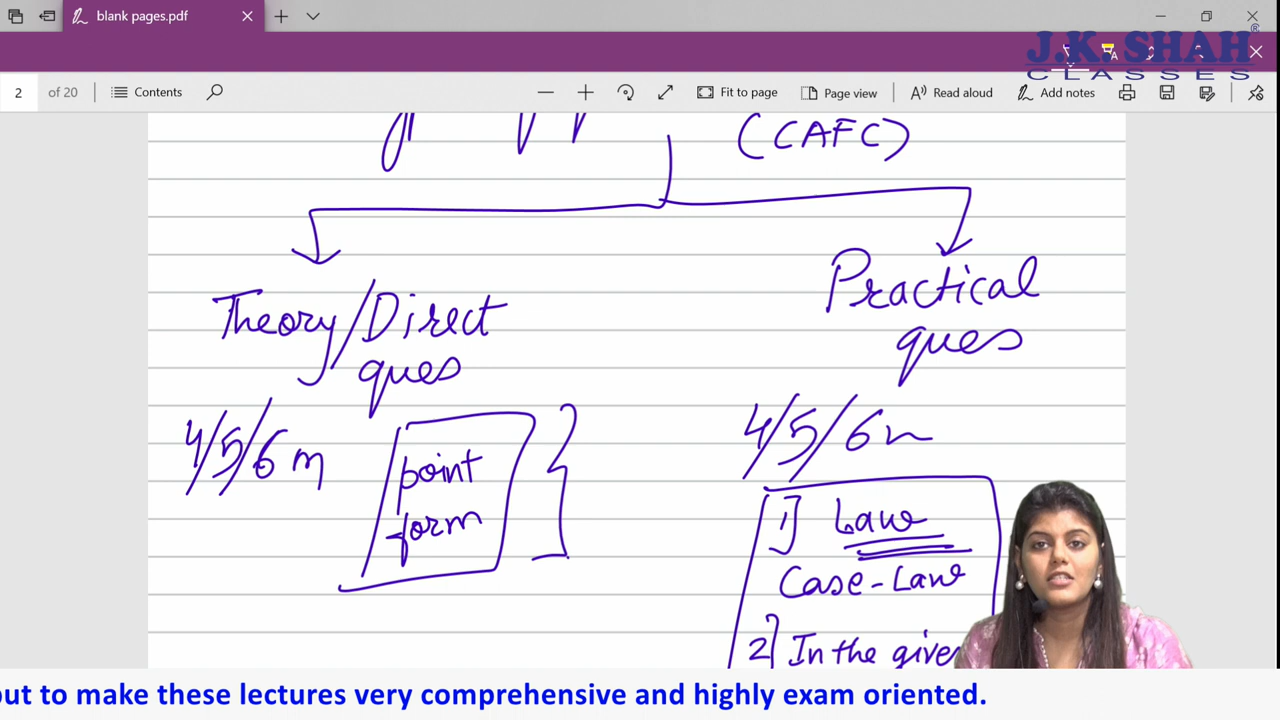 blank pages.pdf
J.K. SHAH®
CLASSES
2 of 20 Contents Fit to page Page view Read aloud Add notes
(CAFC)
Theory/Direct
ques
Practical
ques
4/5/6 m
point
form
4/5/6 m
1] Law
Case-Law
2] In the given
out to make these lectures very comprehensive and highly exam oriented.